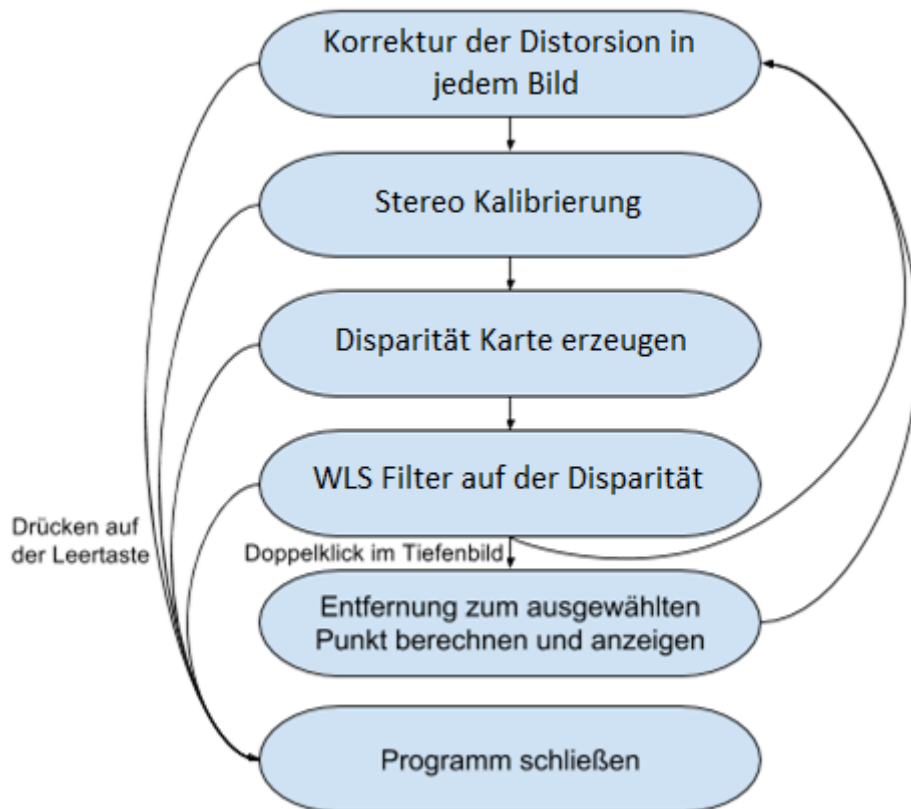 Korrektur der Distorsion in
jedem Bild
Stereo Kalibrierung
Disparität Karte erzeugen
WLS Filter auf der Disparität
Drücken auf
der Leertaste
Doppelklick im Tiefenbild
Entfernung zum ausgewählten
Punkt berechnen und anzeigen
Programm schließen